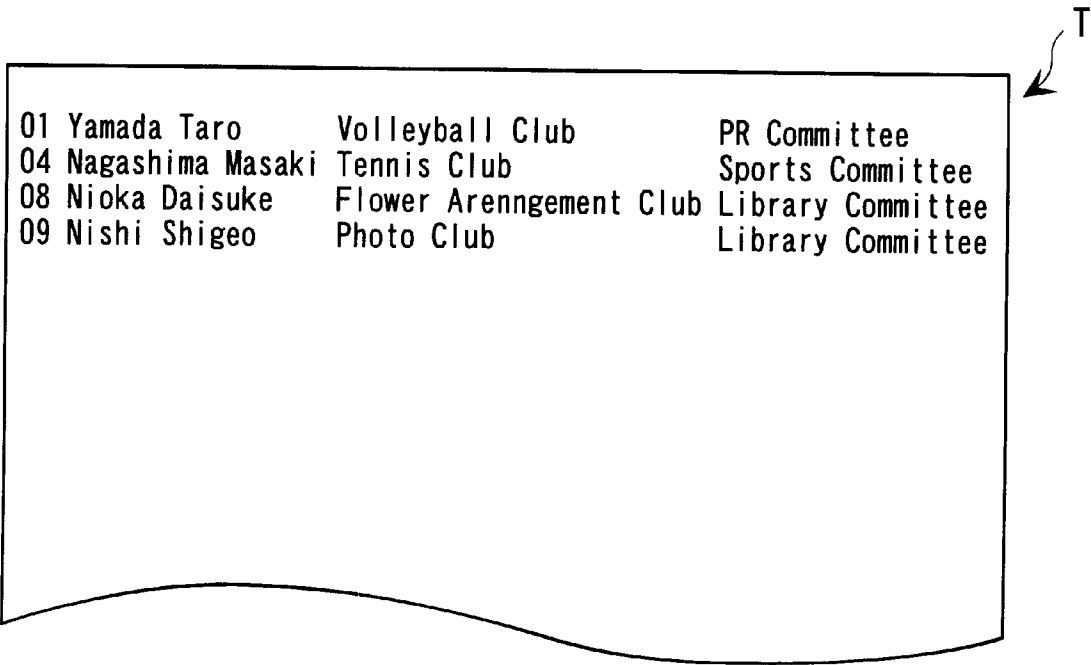 T
01 Yamada Taro Volleyball Club PR Committee
04 Nagashima Masaki Tennis Club Sports Committee
08 Nioka Daisuke Flower Arenngement Club Library Committee
09 Nishi Shigeo Photo Club Library Committee